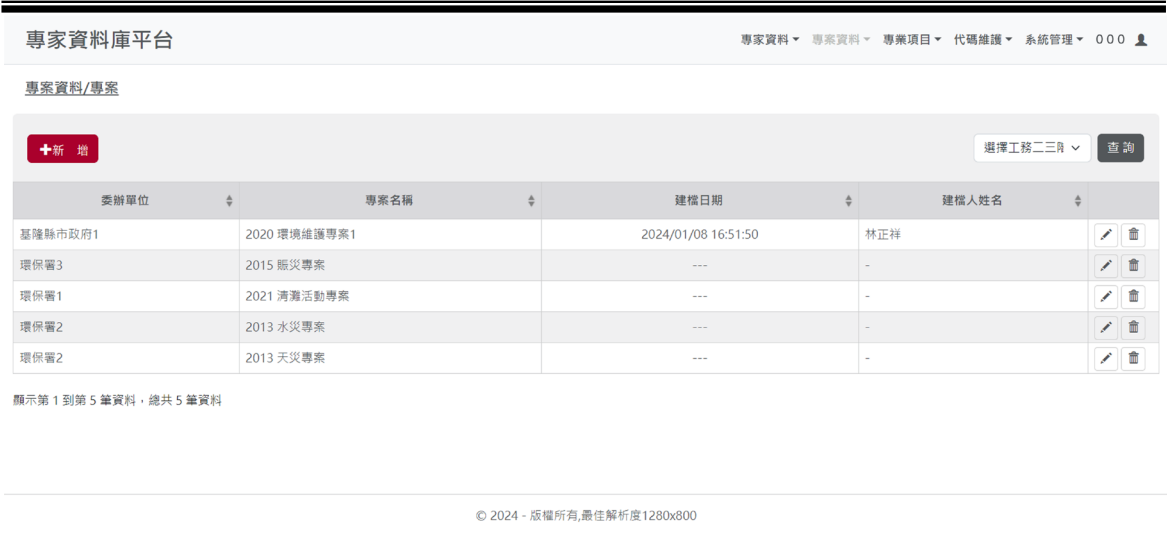 專家資料庫平台 專家資料 專案資料 專業項目 代碼維護 系統管理 000
專案資料/專案
新 增 選擇工務二三階 查 詢
委辦單位 專案名稱 建檔日期 建檔人姓名
基隆縣市政府1 2020 環境維護專案1 2024/01/08 16:51:50 林正祥
環保署3 2015 賑災專案 --- -
環保署1 2021 清灘活動專案 --- -
環保署2 2013 水災專案 --- -
環保署2 2013 天災專案 --- -
顯示第 1 到第 5 筆資料，總共 5 筆資料
© 2024 - 版權所有,最佳解析度1280x800